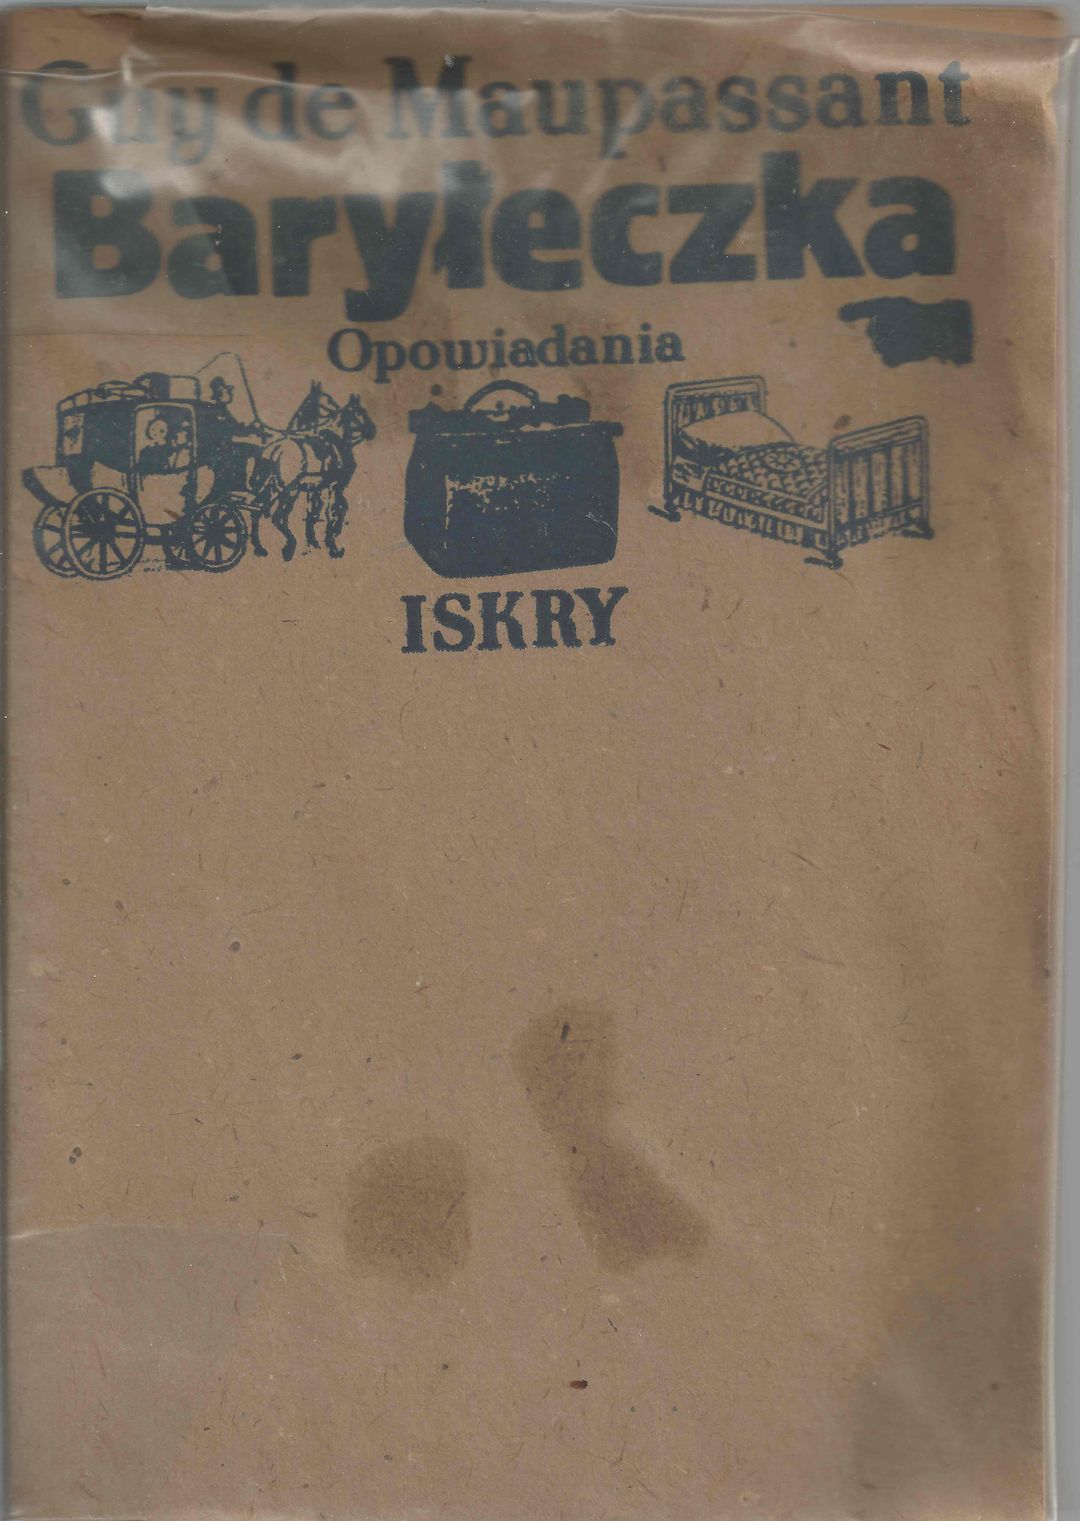 Guy de Maupassant
Baryłeczka
Opowiadania
ISKRY